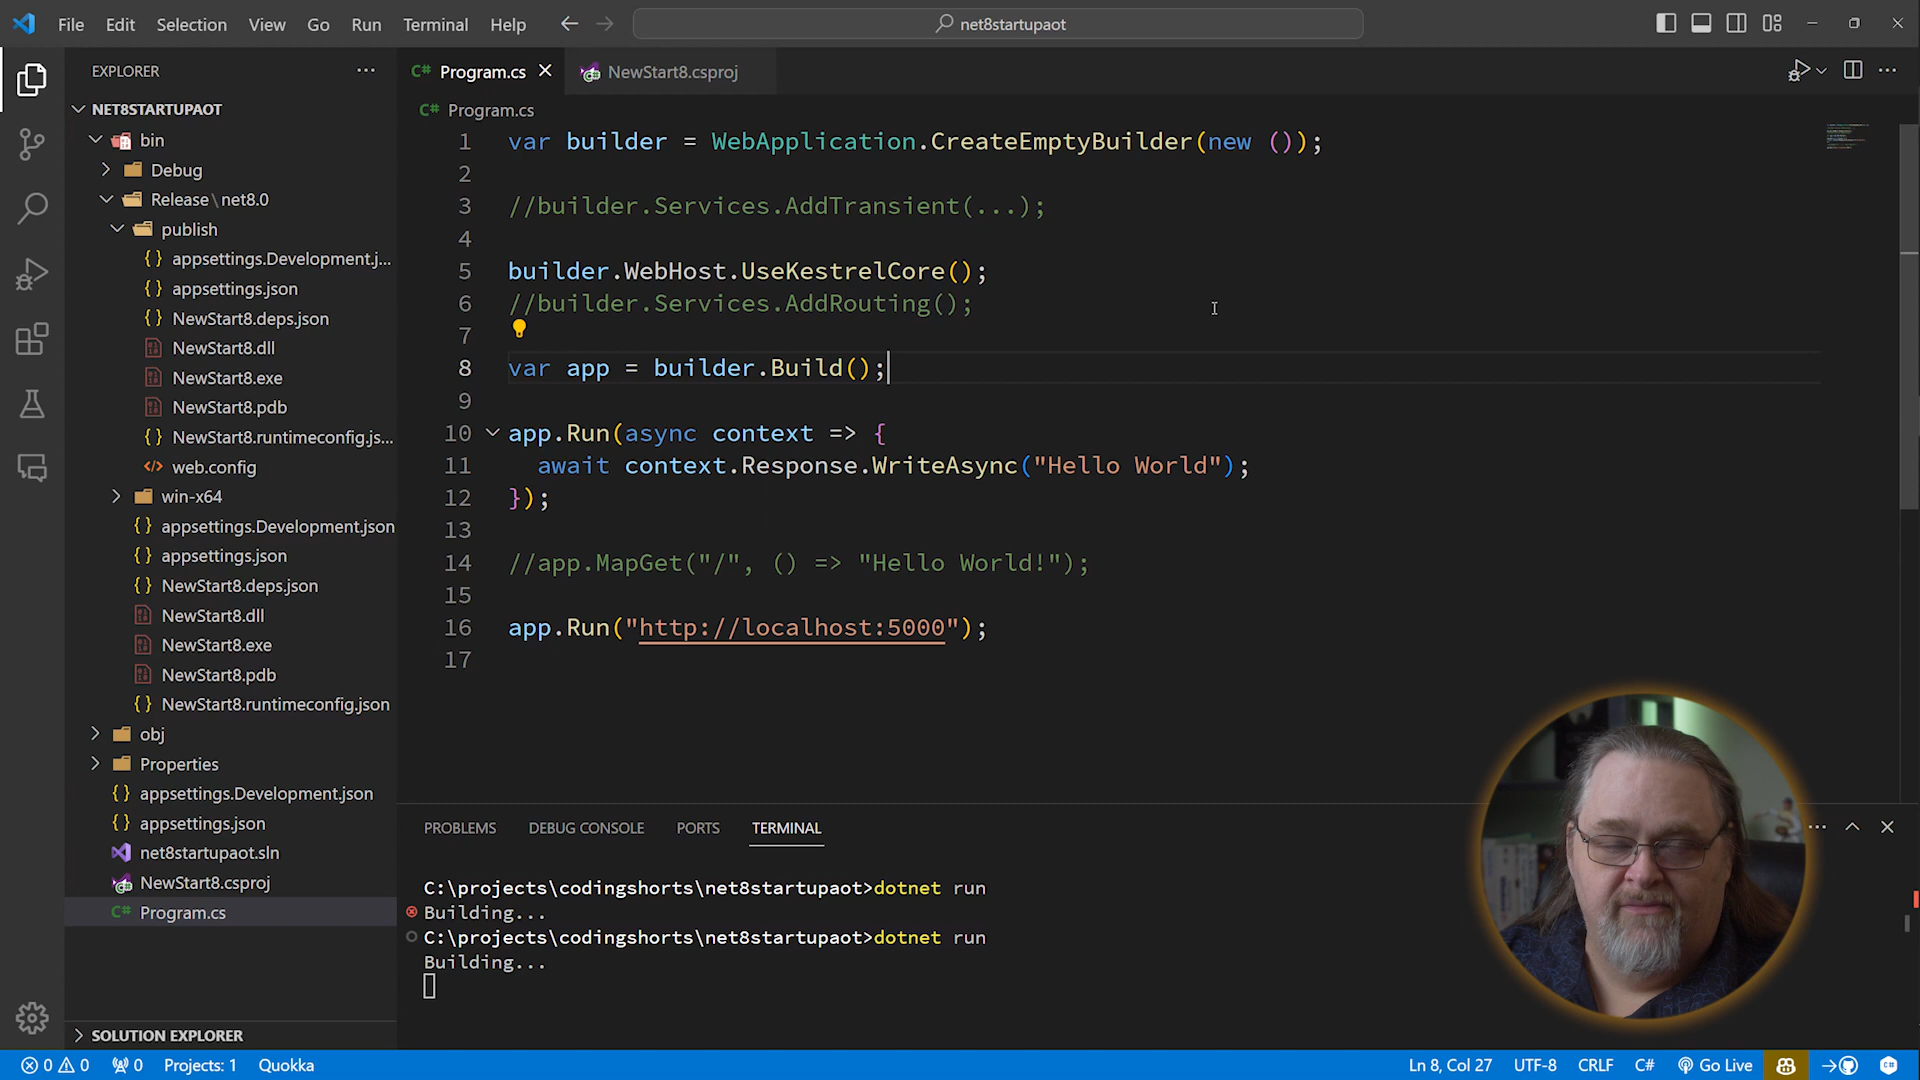 File Edit Selection View Go Run Terminal Help
net8startupaot
EXPLORER
NET8STARTUPAOT
bin
Debug
Release\net8.0
publish
appsettings.Development.j...
appsettings.json
NewStart8.deps.json
NewStart8.dll
NewStart8.exe
NewStart8.pdb
NewStart8.runtimeconfig.js...
web.config
win-x64
appsettings.Development.json
appsettings.json
NewStart8.deps.json
NewStart8.dll
NewStart8.exe
NewStart8.pdb
NewStart8.runtimeconfig.json
obj
Properties
appsettings.Development.json
appsettings.json
net8startupaot.sln
NewStart8.csproj
C# Program.cs
SOLUTION EXPLORER
C# Program.cs NewStart8.csproj
C# Program.cs
1 var builder = WebApplication.CreateEmptyBuilder(new ());
2
3 //builder.Services.AddTransient(...);
4
5 builder.WebHost.UseKestrelCore();
6 //builder.Services.AddRouting();
7
8 var app = builder.Build();
9
10 app.Run(async context => {
11 await context.Response.WriteAsync("Hello World");
12 });
13
14 //app.MapGet("/", () => "Hello World!");
15
16 app.Run("http://localhost:5000");
17
PROBLEMS DEBUG CONSOLE PORTS TERMINAL
C:\projects\codingshorts\net8startupaot>dotnet run
Building...
C:\projects\codingshorts\net8startupaot>dotnet run
Building...
0 0 0 Projects: 1 Quokka
Ln 8, Col 27 UTF-8 CRLF C# Go Live